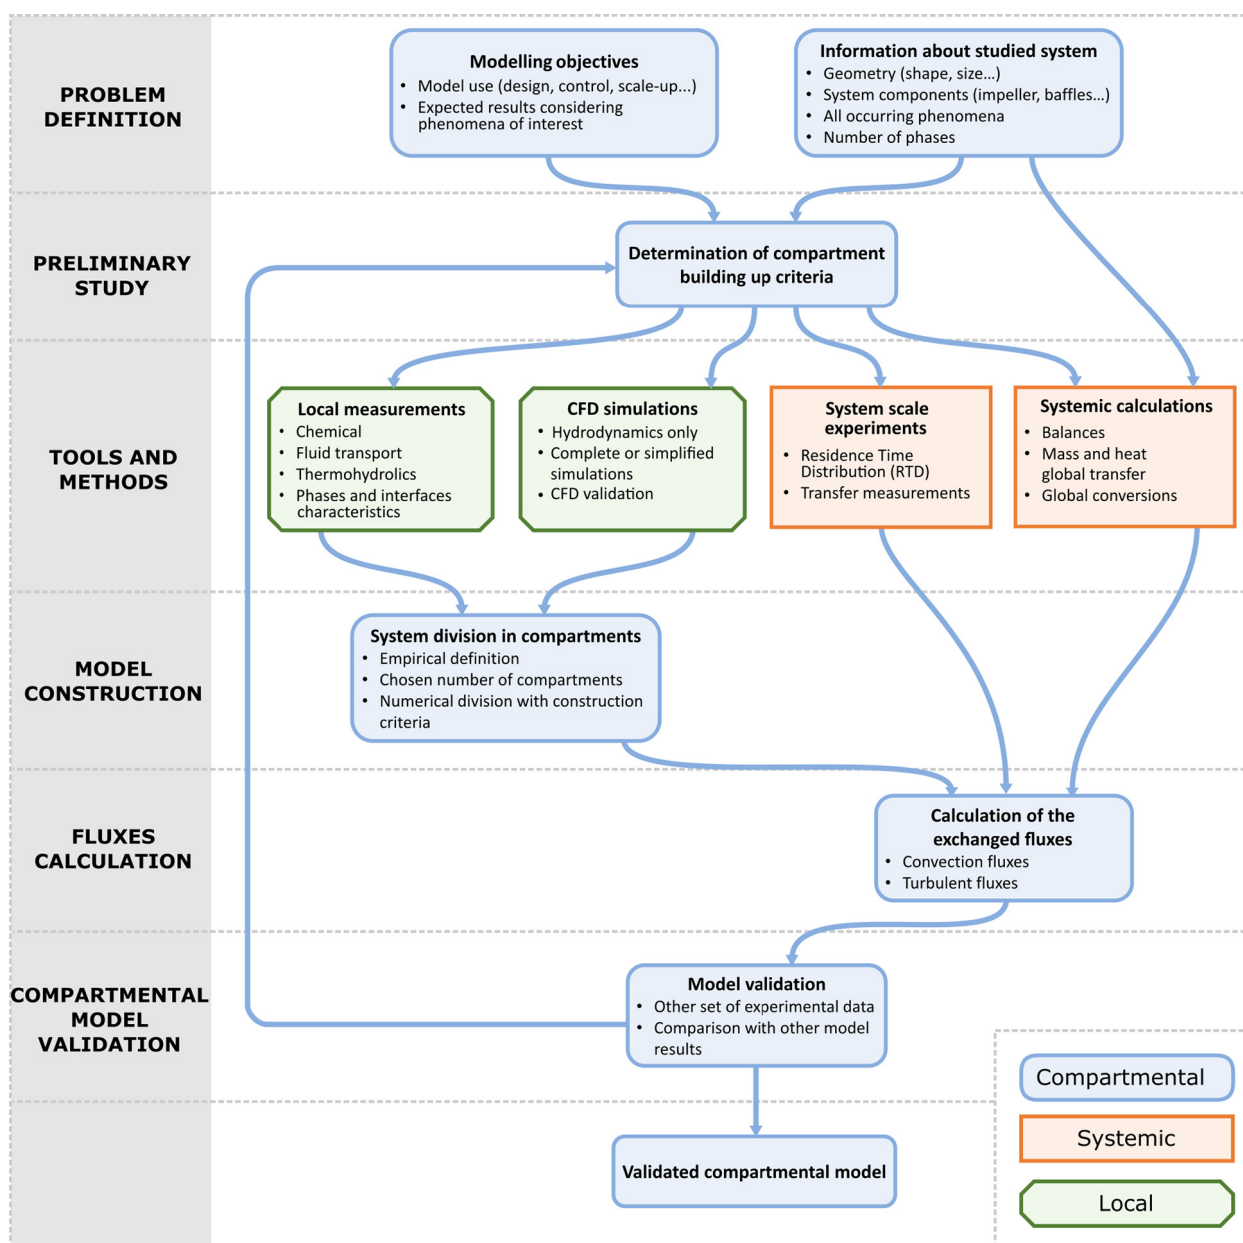 PROBLEM
DEFINITION
Modelling objectives
• Model use (design, control, scale-up...)
• Expected results considering
phenomena of interest
Information about studied system
• Geometry (shape, size...)
• System components (impeller, baffles...)
• All occurring phenomena
• Number of phases
PRELIMINARY
STUDY
Determination of compartment
building up criteria
TOOLS AND
METHODS
Local measurements
• Chemical
• Fluid transport
• Thermohydrolics
• Phases and interfaces
characteristics
CFD simulations
• Hydrodynamics only
• Complete or simplified
simulations
• CFD validation
System scale
experiments
• Residence Time
Distribution (RTD)
• Transfer measurements
Systemic calculations
• Balances
• Mass and heat
global transfer
• Global conversions
MODEL
CONSTRUCTION
System division in compartments
• Empirical definition
• Chosen number of compartments
• Numerical division with construction
criteria
FLUXES
CALCULATION
Calculation of the
exchanged fluxes
• Convection fluxes
• Turbulent fluxes
COMPARTMENTAL
MODEL
VALIDATION
Model validation
• Other set of experimental data
• Comparison with other model
results
Validated compartmental model
Compartmental
Systemic
Local